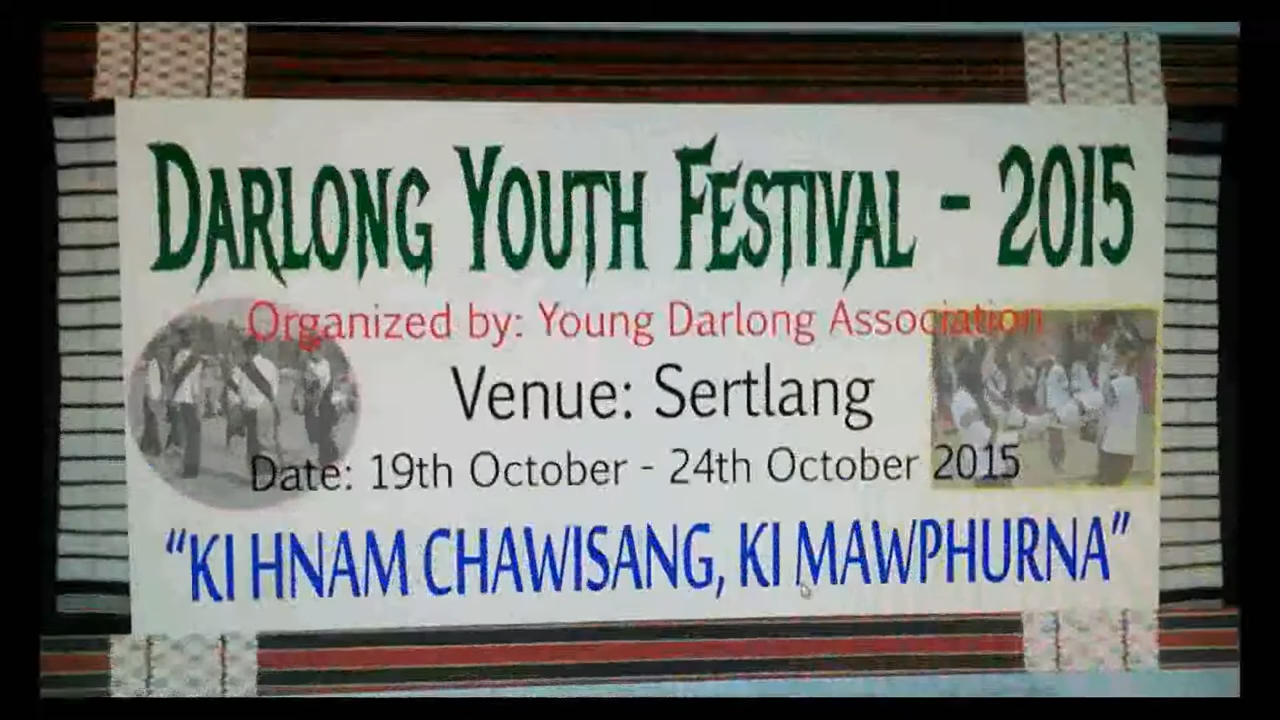 DARLONG YOUTH FESTIVAL - 2015
Organized by: Young Darlong Association
Venue: Sertlang
Date: 19th October - 24th October 2015
“KI HNAM CHAWISANG, KI MAWPHURNA”